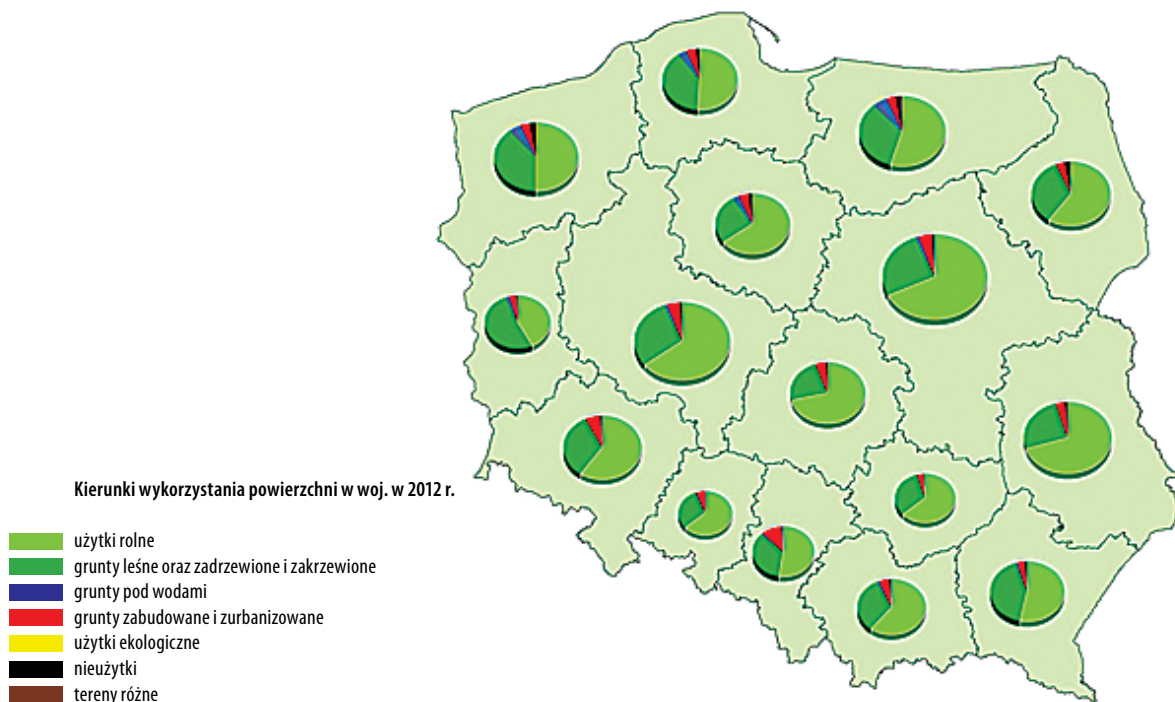 Kierunki wykorzystania powierzchni w woj. w 2012 r.
użytki rolne
grunty leśne oraz zadrzewione i zakrzewione
grunty pod wodami
grunty zabudowane i zurbanizowane
użytki ekologiczne
nieużytki
tereny różne